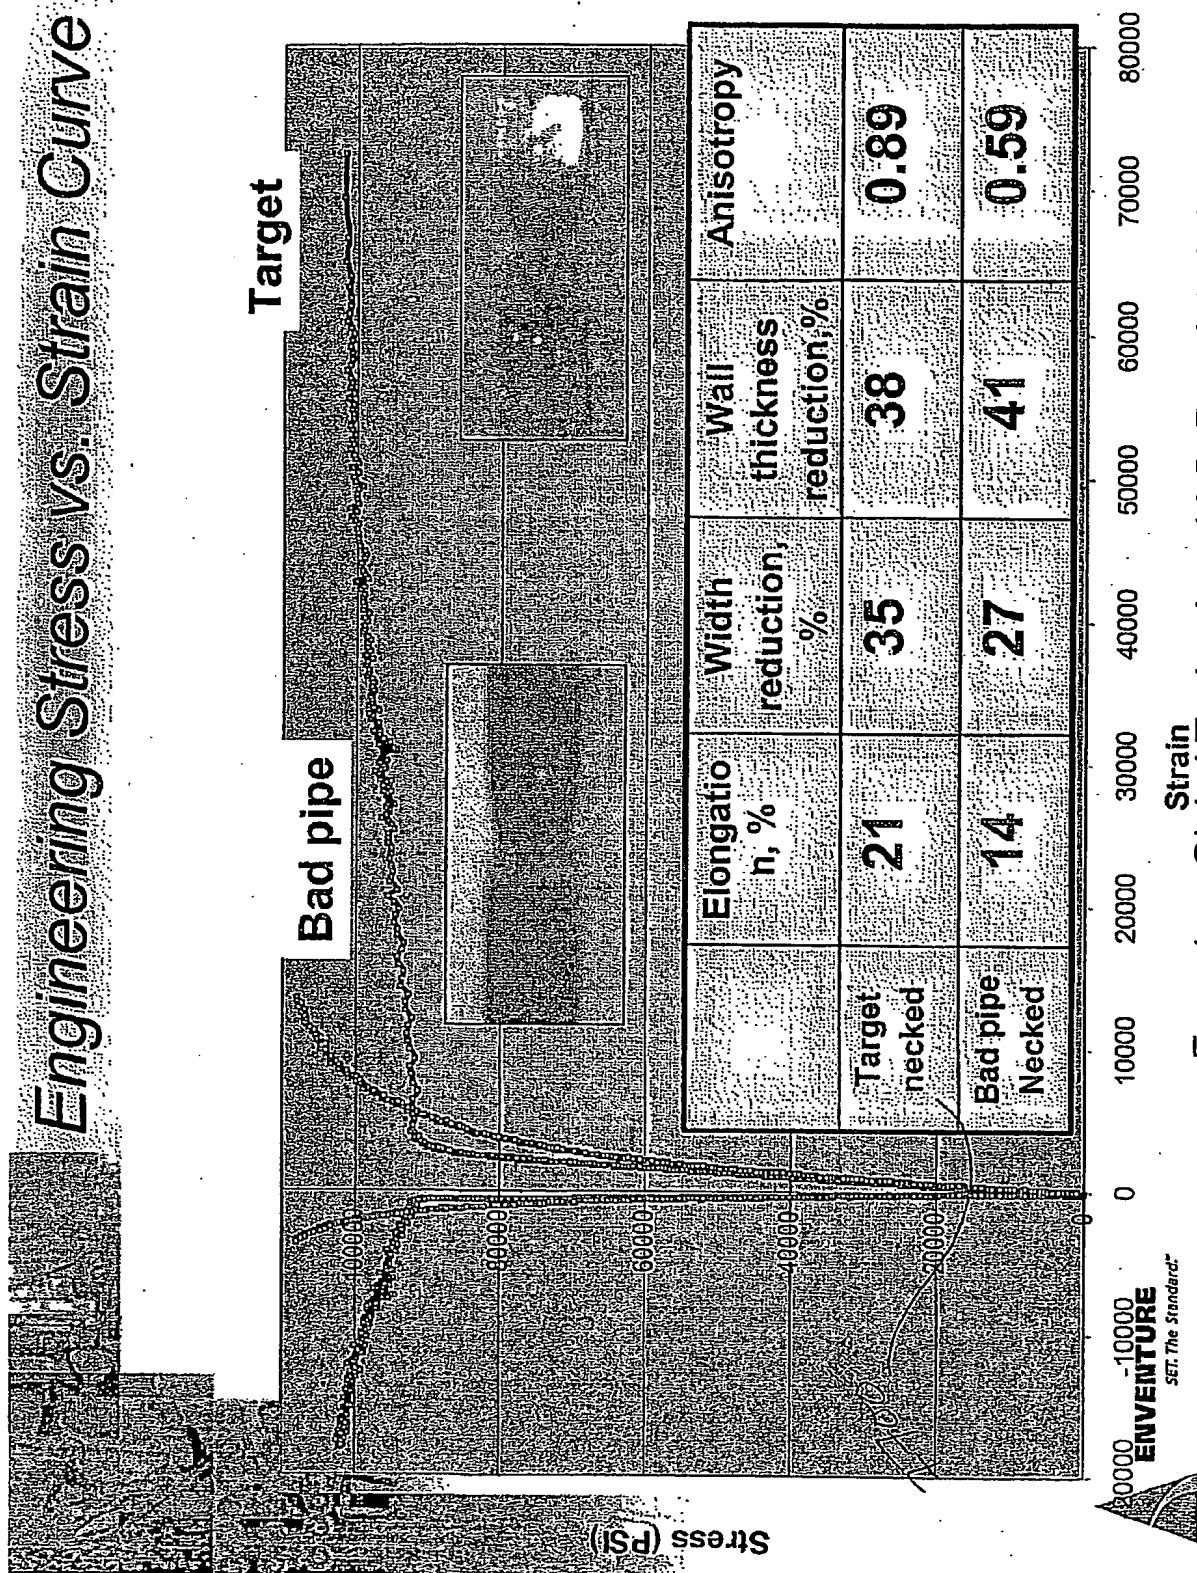 Engineering Stress vs. Strain Curve
Target
Bad pipe
Stress (PSI)
100000
80000
60000
40000
20000
0
-10000
0
10000
20000
30000
40000
50000
60000
70000
80000
Strain
Elongatio
n, %
Width
reduction,
%
Wall
thickness
reduction,%
Anisotropy
Target
necked
21
35
38
0.89
Bad pipe
Necked
14
27
41
0.59
ENVENTURE
SET. The Standard.™